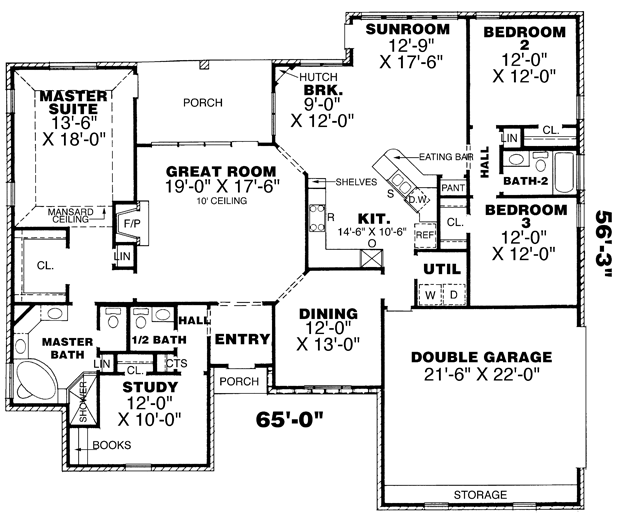 SUNROOM
12'-9"
X 17'-6"
BEDROOM
2
12'-0"
X 12'-0"
HUTCH
BRK.
9'-0"
X 12'-0"
MASTER
SUITE
13'-6"
X 18'-0"
PORCH
LIN
CL.
EATING BAR
HALL
BATH-2
GREAT ROOM
19'-0" X 17'-6"
10' CEILING
SHELVES
S
D.W.
PANT
MANSARD
CEILING
F/P
R
KIT.
14'-6" X 10'-6"
REF
CL.
BEDROOM
3
12'-0"
X 12'-0"
56'-3"
CL.
LIN
UTIL
W
D
MASTER
BATH
1/2 BATH
HALL
ENTRY
DINING
12'-0"
X 13'-0"
DOUBLE GARAGE
21'-6" X 22'-0"
LIN
CL.
CTS
PORCH
SHOWER
STUDY
12'-0"
X 10'-0"
65'-0"
BOOKS
STORAGE